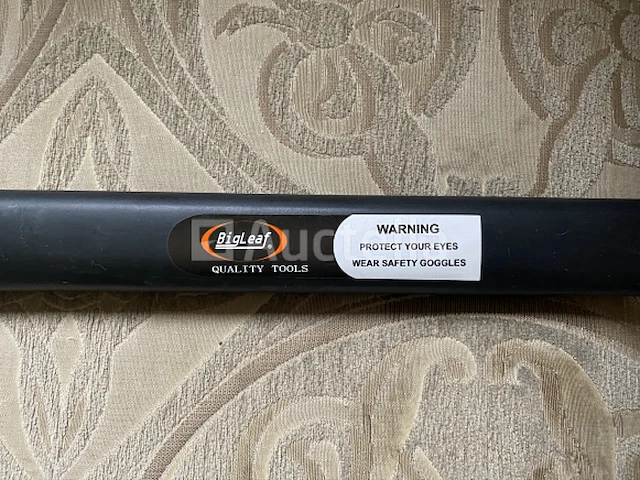 BigLeaf
QUALITY TOOLS
WARNING
PROTECT YOUR EYES
WEAR SAFETY GOGGLES